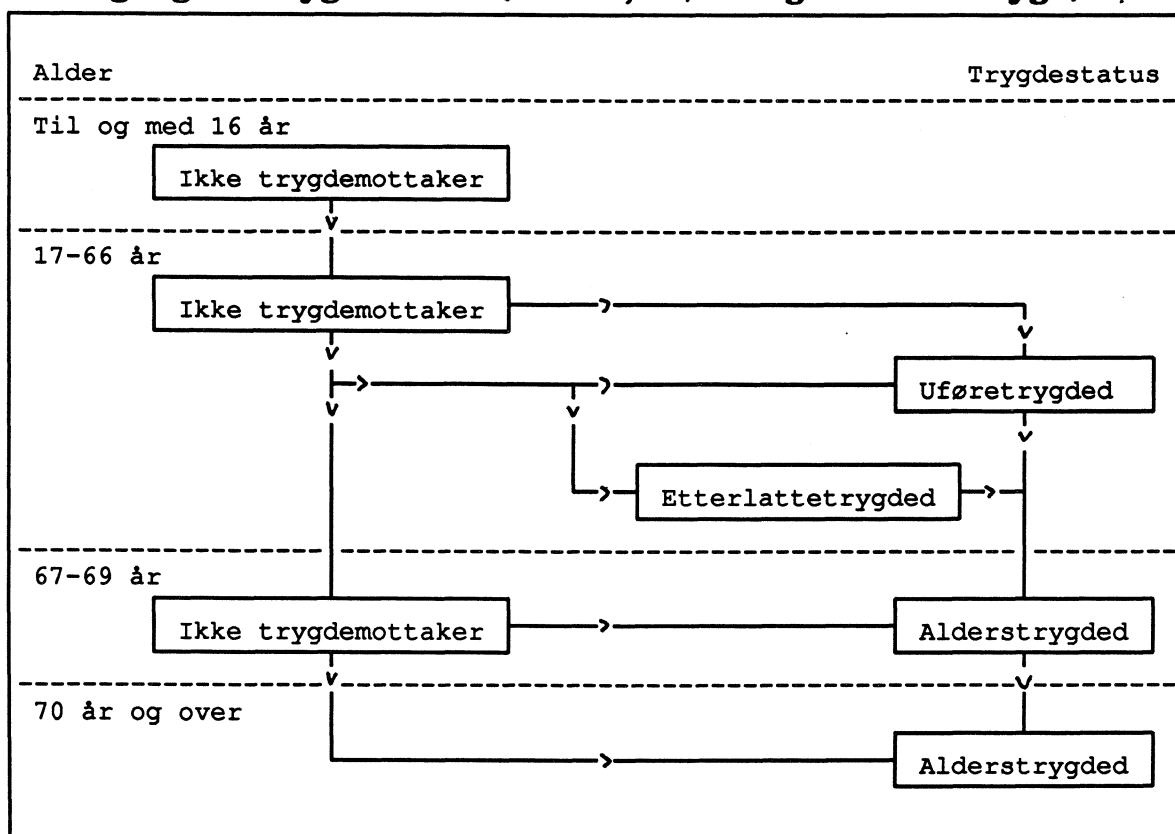 Alder Trygdestatus
Til og med 16 år
Ikke trygdemottaker
17-66 år
Ikke trygdemottaker
Uføretrygded
Etterlattetrygded
67-69 år
Ikke trygdemottaker Alderstrygded
70 år og over
Alderstrygded